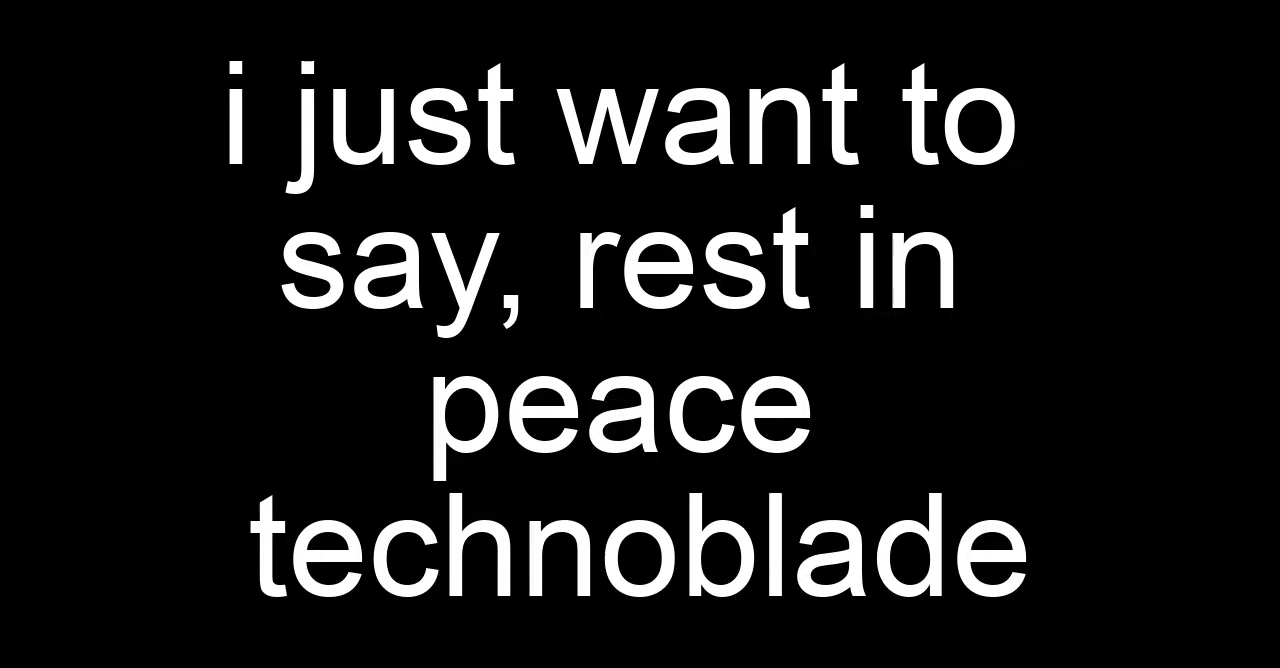 i just want to
say, rest in
peace
technoblade